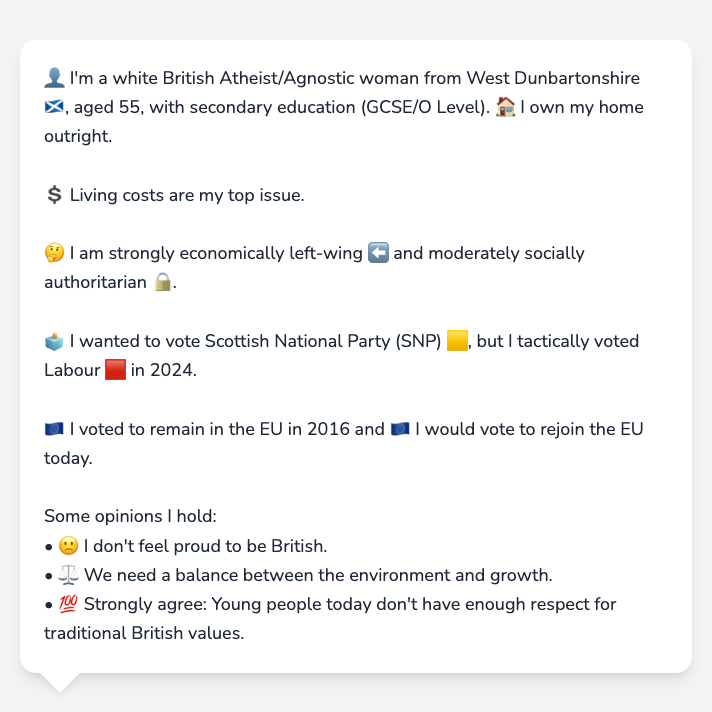 👤 I'm a white British Atheist/Agnostic woman from West Dunbartonshire
🏴󠁧󠁢󠁳󠁣󠁴󠁿, aged 55, with secondary education (GCSE/O Level). 🏠 I own my home
outright.
💲 Living costs are my top issue.
🤔 I am strongly economically left-wing ⬅️ and moderately socially
authoritarian 🔒.
🗳️ I wanted to vote Scottish National Party (SNP) 🟨, but I tactically voted
Labour 🟥 in 2024.
🇪🇺 I voted to remain in the EU in 2016 and 🇪🇺 I would vote to rejoin the EU
today.
Some opinions I hold:
• 🙁 I don't feel proud to be British.
• ⚖️ We need a balance between the environment and growth.
• 💯 Strongly agree: Young people today don't have enough respect for
traditional British values.